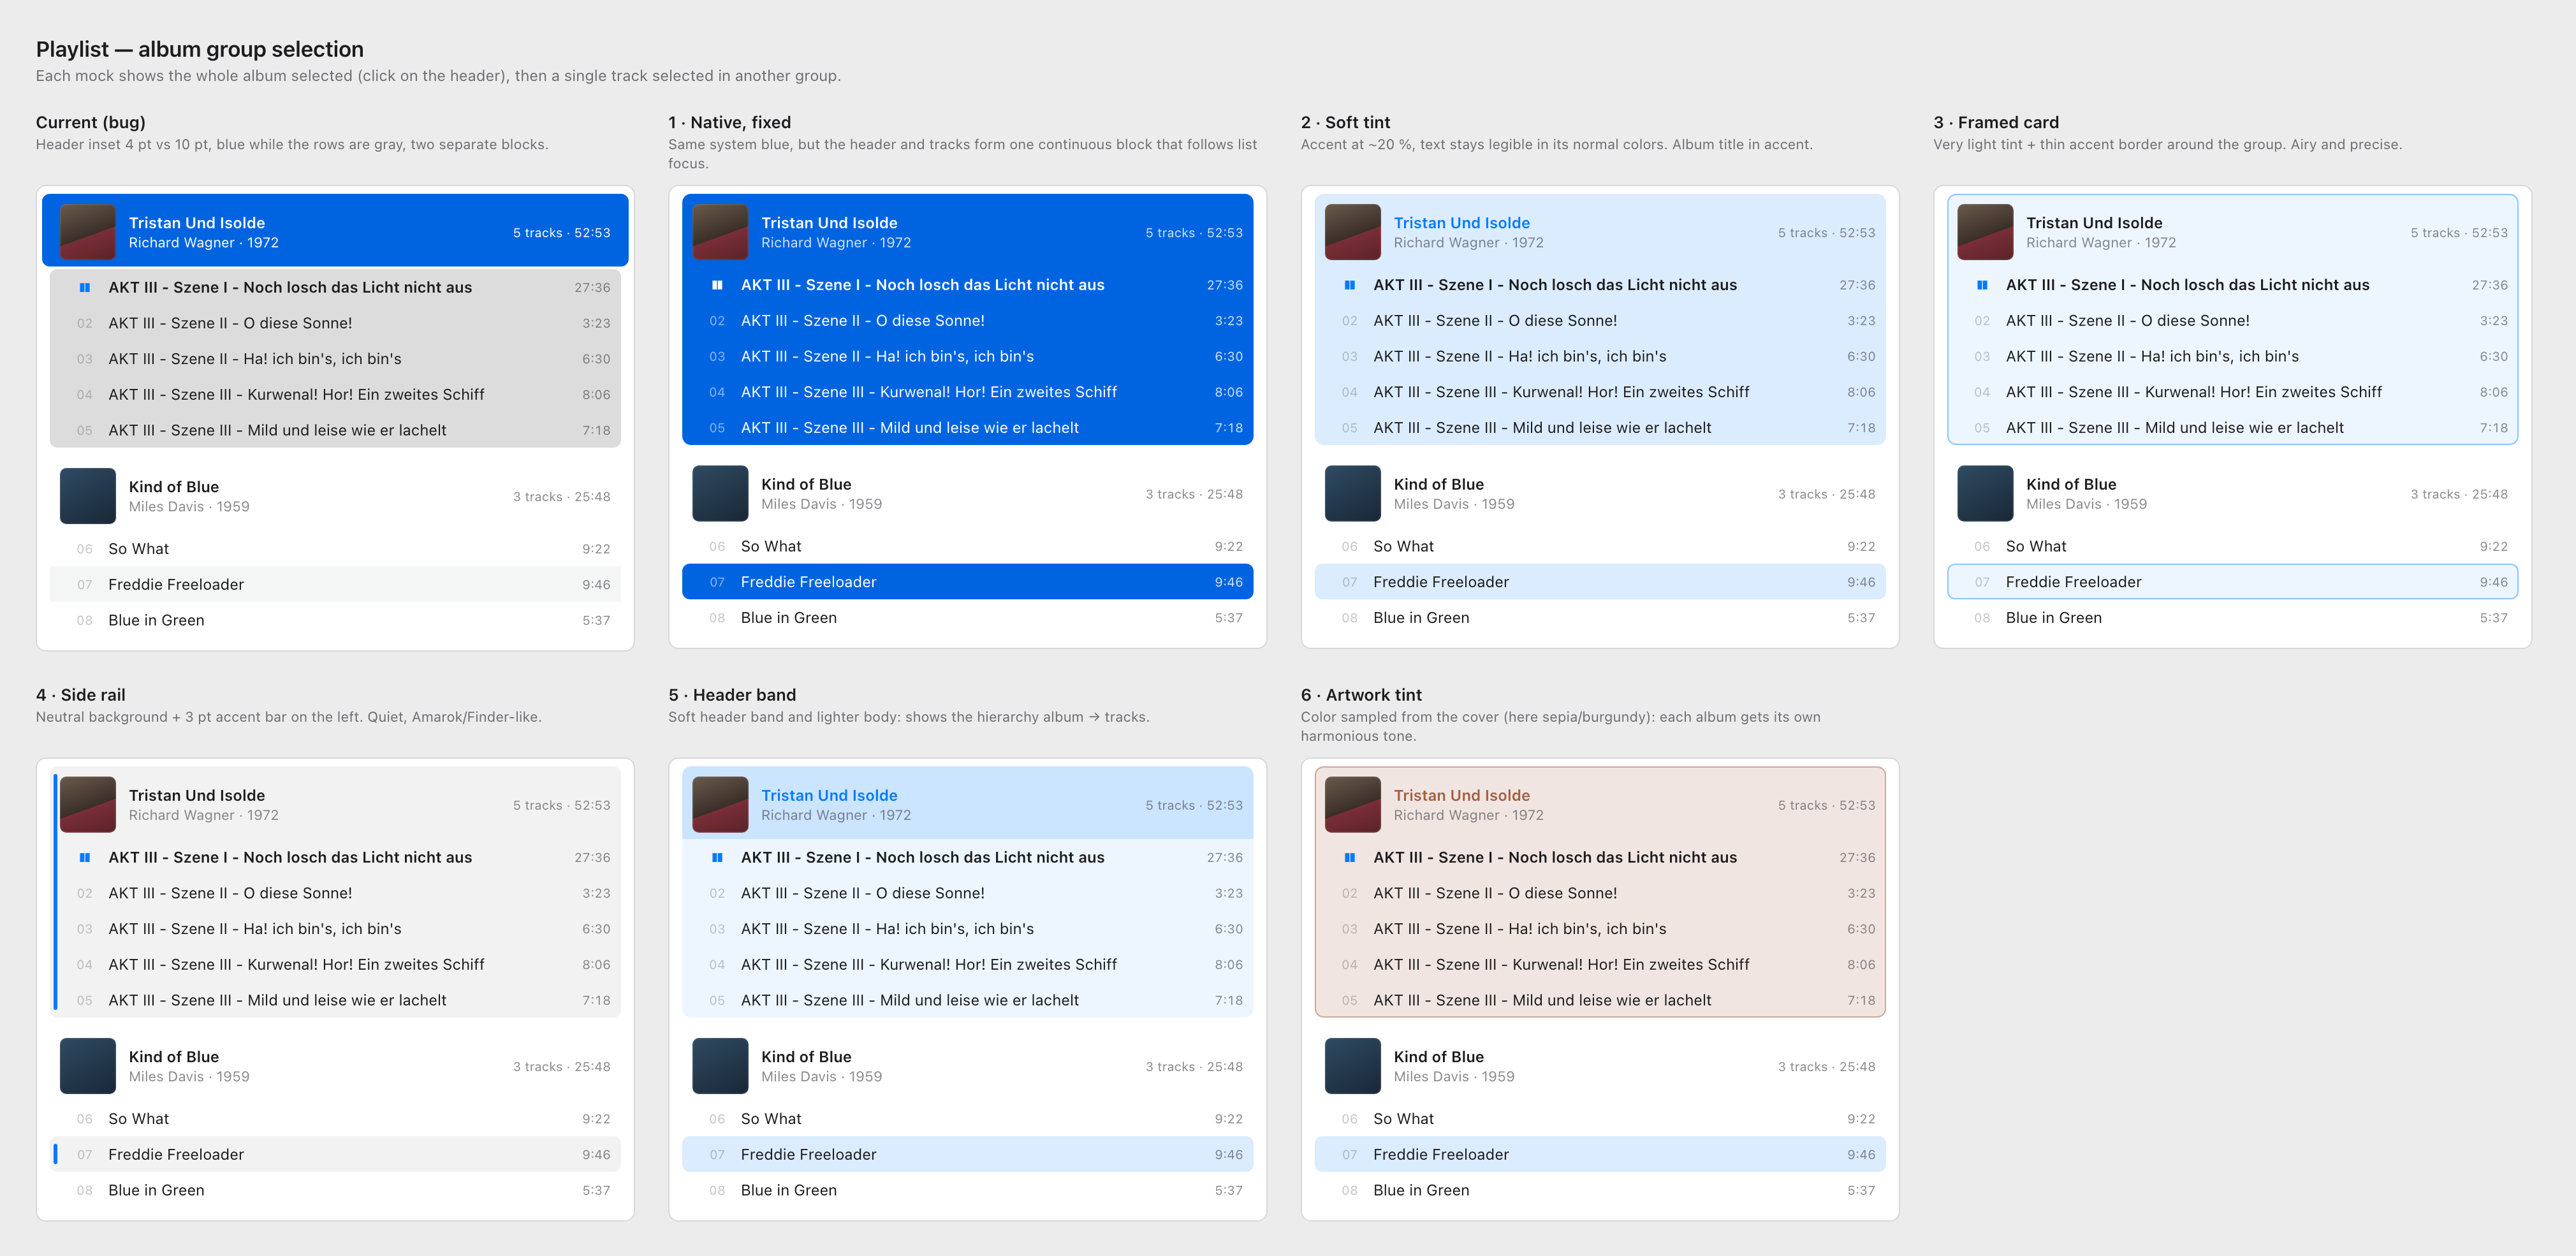 Playlist — album group selection
Each mock shows the whole album selected (click on the header), then a single track selected in another group.
Current (bug)
Header inset 4 pt vs 10 pt, blue while the rows are gray, two separate blocks.
Tristan Und Isolde
Richard Wagner · 1972
5 tracks · 52:53
AKT III - Szene I - Noch losch das Licht nicht aus 27:36
02 AKT III - Szene II - O diese Sonne! 3:23
03 AKT III - Szene II - Ha! ich bin's, ich bin's 6:30
04 AKT III - Szene III - Kurwenal! Hor! Ein zweites Schiff 8:06
05 AKT III - Szene III - Mild und leise wie er lachelt 7:18
Kind of Blue
Miles Davis · 1959
3 tracks · 25:48
06 So What 9:22
07 Freddie Freeloader 9:46
08 Blue in Green 5:37
1 · Native, fixed
Same system blue, but the header and tracks form one continuous block that follows list
focus.
Tristan Und Isolde
Richard Wagner · 1972
5 tracks · 52:53
AKT III - Szene I - Noch losch das Licht nicht aus 27:36
02 AKT III - Szene II - O diese Sonne! 3:23
03 AKT III - Szene II - Ha! ich bin's, ich bin's 6:30
04 AKT III - Szene III - Kurwenal! Hor! Ein zweites Schiff 8:06
05 AKT III - Szene III - Mild und leise wie er lachelt 7:18
Kind of Blue
Miles Davis · 1959
3 tracks · 25:48
06 So What 9:22
07 Freddie Freeloader 9:46
08 Blue in Green 5:37
2 · Soft tint
Accent at ~20 %, text stays legible in its normal colors. Album title in accent.
Tristan Und Isolde
Richard Wagner · 1972
5 tracks · 52:53
AKT III - Szene I - Noch losch das Licht nicht aus 27:36
02 AKT III - Szene II - O diese Sonne! 3:23
03 AKT III - Szene II - Ha! ich bin's, ich bin's 6:30
04 AKT III - Szene III - Kurwenal! Hor! Ein zweites Schiff 8:06
05 AKT III - Szene III - Mild und leise wie er lachelt 7:18
Kind of Blue
Miles Davis · 1959
3 tracks · 25:48
06 So What 9:22
07 Freddie Freeloader 9:46
08 Blue in Green 5:37
3 · Framed card
Very light tint + thin accent border around the group. Airy and precise.
Tristan Und Isolde
Richard Wagner · 1972
5 tracks · 52:53
AKT III - Szene I - Noch losch das Licht nicht aus 27:36
02 AKT III - Szene II - O diese Sonne! 3:23
03 AKT III - Szene II - Ha! ich bin's, ich bin's 6:30
04 AKT III - Szene III - Kurwenal! Hor! Ein zweites Schiff 8:06
05 AKT III - Szene III - Mild und leise wie er lachelt 7:18
Kind of Blue
Miles Davis · 1959
3 tracks · 25:48
06 So What 9:22
07 Freddie Freeloader 9:46
08 Blue in Green 5:37
4 · Side rail
Neutral background + 3 pt accent bar on the left. Quiet, Amarok/Finder-like.
Tristan Und Isolde
Richard Wagner · 1972
5 tracks · 52:53
AKT III - Szene I - Noch losch das Licht nicht aus 27:36
02 AKT III - Szene II - O diese Sonne! 3:23
03 AKT III - Szene II - Ha! ich bin's, ich bin's 6:30
04 AKT III - Szene III - Kurwenal! Hor! Ein zweites Schiff 8:06
05 AKT III - Szene III - Mild und leise wie er lachelt 7:18
Kind of Blue
Miles Davis · 1959
3 tracks · 25:48
06 So What 9:22
07 Freddie Freeloader 9:46
08 Blue in Green 5:37
5 · Header band
Soft header band and lighter body: shows the hierarchy album → tracks.
Tristan Und Isolde
Richard Wagner · 1972
5 tracks · 52:53
AKT III - Szene I - Noch losch das Licht nicht aus 27:36
02 AKT III - Szene II - O diese Sonne! 3:23
03 AKT III - Szene II - Ha! ich bin's, ich bin's 6:30
04 AKT III - Szene III - Kurwenal! Hor! Ein zweites Schiff 8:06
05 AKT III - Szene III - Mild und leise wie er lachelt 7:18
Kind of Blue
Miles Davis · 1959
3 tracks · 25:48
06 So What 9:22
07 Freddie Freeloader 9:46
08 Blue in Green 5:37
6 · Artwork tint
Color sampled from the cover (here sepia/burgundy): each album gets its own
harmonious tone.
Tristan Und Isolde
Richard Wagner · 1972
5 tracks · 52:53
AKT III - Szene I - Noch losch das Licht nicht aus 27:36
02 AKT III - Szene II - O diese Sonne! 3:23
03 AKT III - Szene II - Ha! ich bin's, ich bin's 6:30
04 AKT III - Szene III - Kurwenal! Hor! Ein zweites Schiff 8:06
05 AKT III - Szene III - Mild und leise wie er lachelt 7:18
Kind of Blue
Miles Davis · 1959
3 tracks · 25:48
06 So What 9:22
07 Freddie Freeloader 9:46
08 Blue in Green 5:37